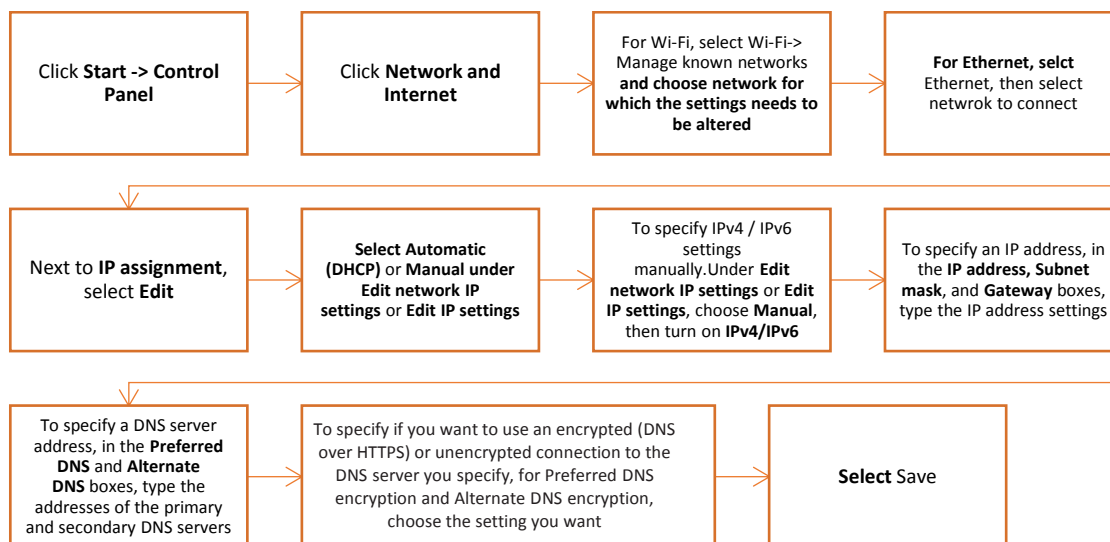 Click Start -> Control
Panel
Click Network and
Internet
For Wi-Fi, select Wi-Fi->
Manage known networks
and choose network for
which the settings needs to
be altered
For Ethernet, selct
Ethernet, then select
netwrok to connect
Next to IP assignment,
select Edit
Select Automatic
(DHCP) or Manual under
Edit network IP
settings or Edit IP settings
To specify IPv4 / IPv6
settings
manually.Under Edit
network IP settings or Edit
IP settings, choose Manual,
then turn on IPv4/IPv6
To specify an IP address, in
the IP address, Subnet
mask, and Gateway boxes,
type the IP address settings
To specify a DNS server
address, in the Preferred
DNS and Alternate
DNS boxes, type the
addresses of the primary
and secondary DNS servers
To specify if you want to use an encrypted (DNS
over HTTPS) or unencrypted connection to the
DNS server you specify, for Preferred DNS
encryption and Alternate DNS encryption,
choose the setting you want
Select Save